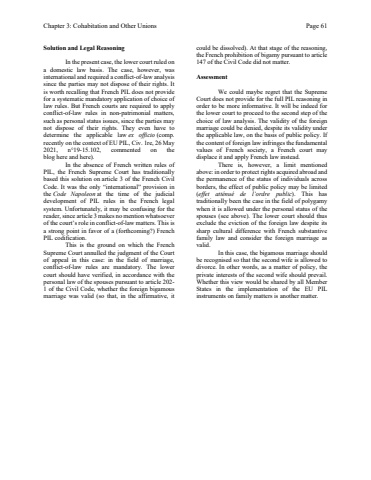 Chapter 3: Cohabitation and Other Unions
Page 61
Solution and Legal Reasoning
In the present case, the lower court ruled on
a domestic law basis. The case, however, was
international and required a conflict-of-law analysis
since the parties may not dispose of their rights. It
is worth recalling that French PIL does not provide
for a systematic mandatory application of choice of
law rules. But French courts are required to apply
conflict-of-law rules in non-patrimonial matters,
such as personal status issues, since the parties may
not dispose of their rights. They even have to
determine the applicable law ex officio (comp.
recently on the context of EU PIL, Civ. 1re, 26 May
2021, n°19-15.102, commented on the
blog here and here).
In the absence of French written rules of
PIL, the French Supreme Court has traditionally
based this solution on article 3 of the French Civil
Code. It was the only "international" provision in
the Code Napoleon at the time of the judicial
development of PIL rules in the French legal
system. Unfortunately, it may be confusing for the
reader, since article 3 makes no mention whatsoever
of the court's role in conflict-of-law matters. This is
a strong point in favor of a (forthcoming?) French
PIL codification.
This is the ground on which the French
Supreme Court annulled the judgment of the Court
of appeal in this case: in the field of marriage,
conflict-of-law rules are mandatory. The lower
court should have verified, in accordance with the
personal law of the spouses pursuant to article 202-
1 of the Civil Code, whether the foreign bigamous
marriage was valid (so that, in the affirmative, it
could be dissolved). At that stage of the reasoning,
the French prohibition of bigamy pursuant to article
147 of the Civil Code did not matter.
Assessment
We could maybe regret that the Supreme
Court does not provide for the full PIL reasoning in
order to be more informative. It will be indeed for
the lower court to proceed to the second step of the
choice of law analysis. The validity of the foreign
marriage could be denied, despite its validity under
the applicable law, on the basis of public policy. If
the content of foreign law infringes the fundamental
values of French society, a French court may
displace it and apply French law instead.
There is, however, a limit mentioned
above: in order to protect rights acquired abroad and
the permanence of the status of individuals across
borders, the effect of public policy may be limited
(effet atténué de l'ordre public). This has
traditionally been the case in the field of polygamy
when it is allowed under the personal status of the
spouses (see above). The lower court should thus
exclude the eviction of the foreign law despite its
sharp cultural difference with French substantive
family law and consider the foreign marriage as
valid.
In this case, the bigamous marriage should
be recognised so that the second wife is allowed to
divorce. In other words, as a matter of policy, the
private interests of the second wife should prevail.
Whether this view would be shared by all Member
States in the implementation of the EU PIL
instruments on family matters is another matter.